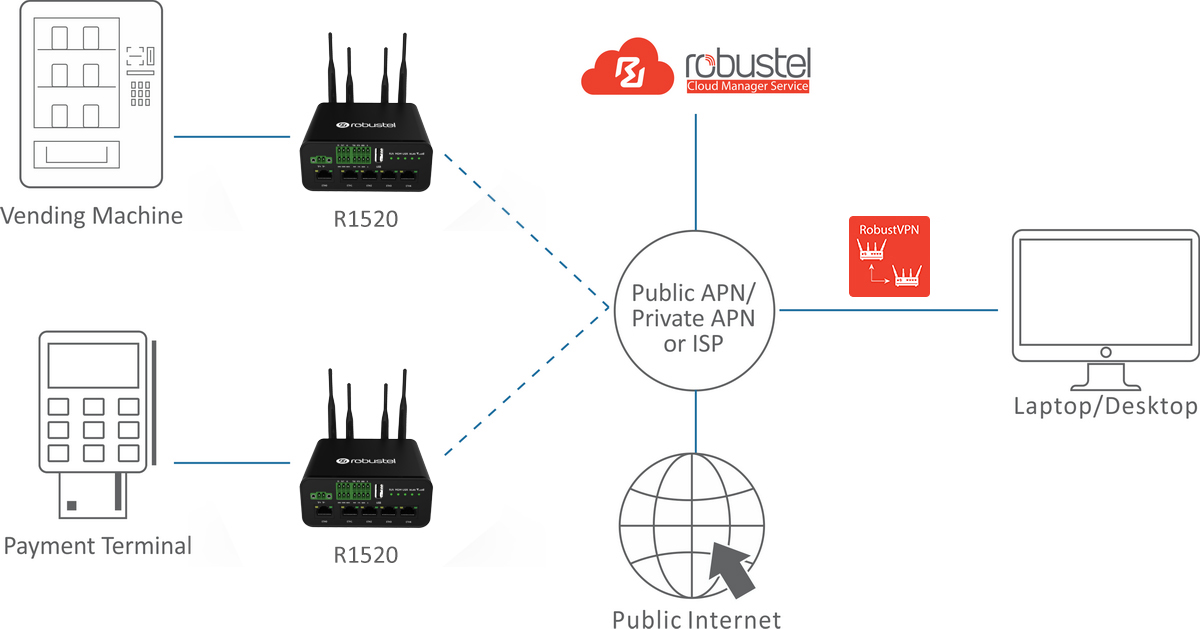 robustel
Cloud Manager Service
robustel
Vending Machine
R1520
RobustVPN
Public APN/
Private APN
or ISP
Laptop/Desktop
robustel
Payment Terminal
R1520
Public Internet